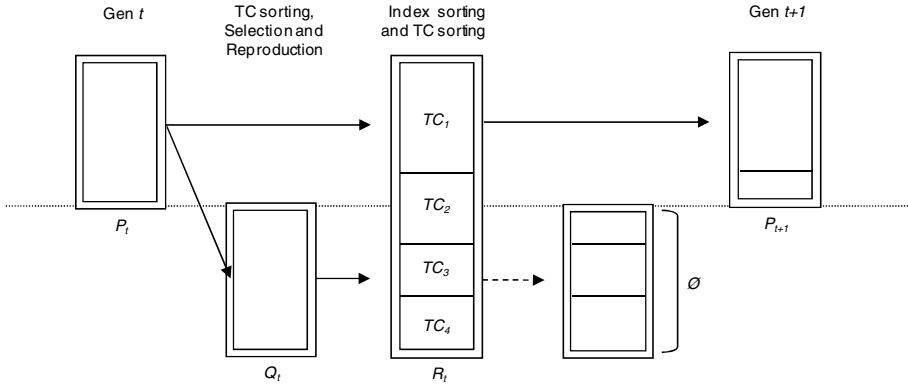 Gen t
TC sorting,
Selection and
Reproduction
Index sorting
and TC sorting
Gen t+1
TC1
TC2
TC3
TC4
Pt
Qt
Rt
Pt+1
Ø